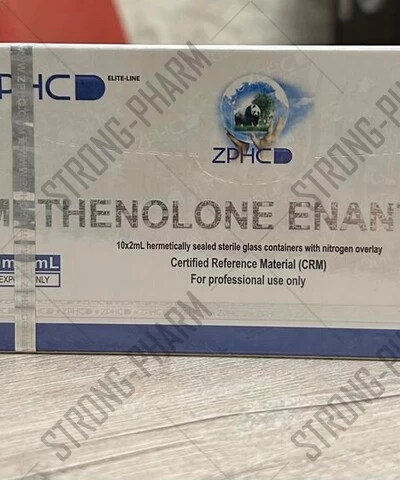 PHCD ELITE-LINE
ZPHCD
METHENOLONE ENANT
10x2mL hermetically sealed sterile glass containers with nitrogen overlay
Certified Reference Material (CRM)
For professional use only
STRONG-PHARM
STRONG-PHARM
STRONG-PHARM
STRONG-PHARM